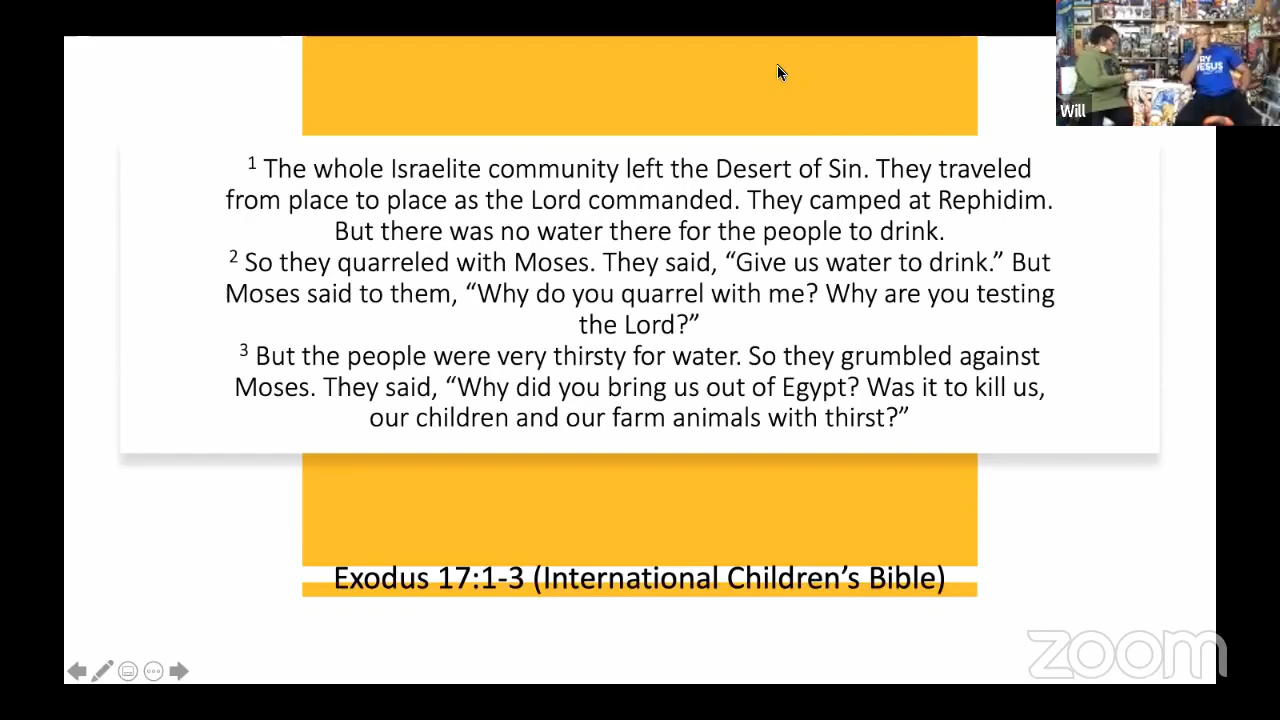 ¹ The whole Israelite community left the Desert of Sin. They traveled
from place to place as the Lord commanded. They camped at Rephidim.
But there was no water there for the people to drink.
² So they quarreled with Moses. They said, “Give us water to drink.” But
Moses said to them, “Why do you quarrel with me? Why are you testing
the Lord?”
³ But the people were very thirsty for water. So they grumbled against
Moses. They said, “Why did you bring us out of Egypt? Was it to kill us,
our children and our farm animals with thirst?”
Exodus 17:1-3 (International Children’s Bible)
Will
zoom